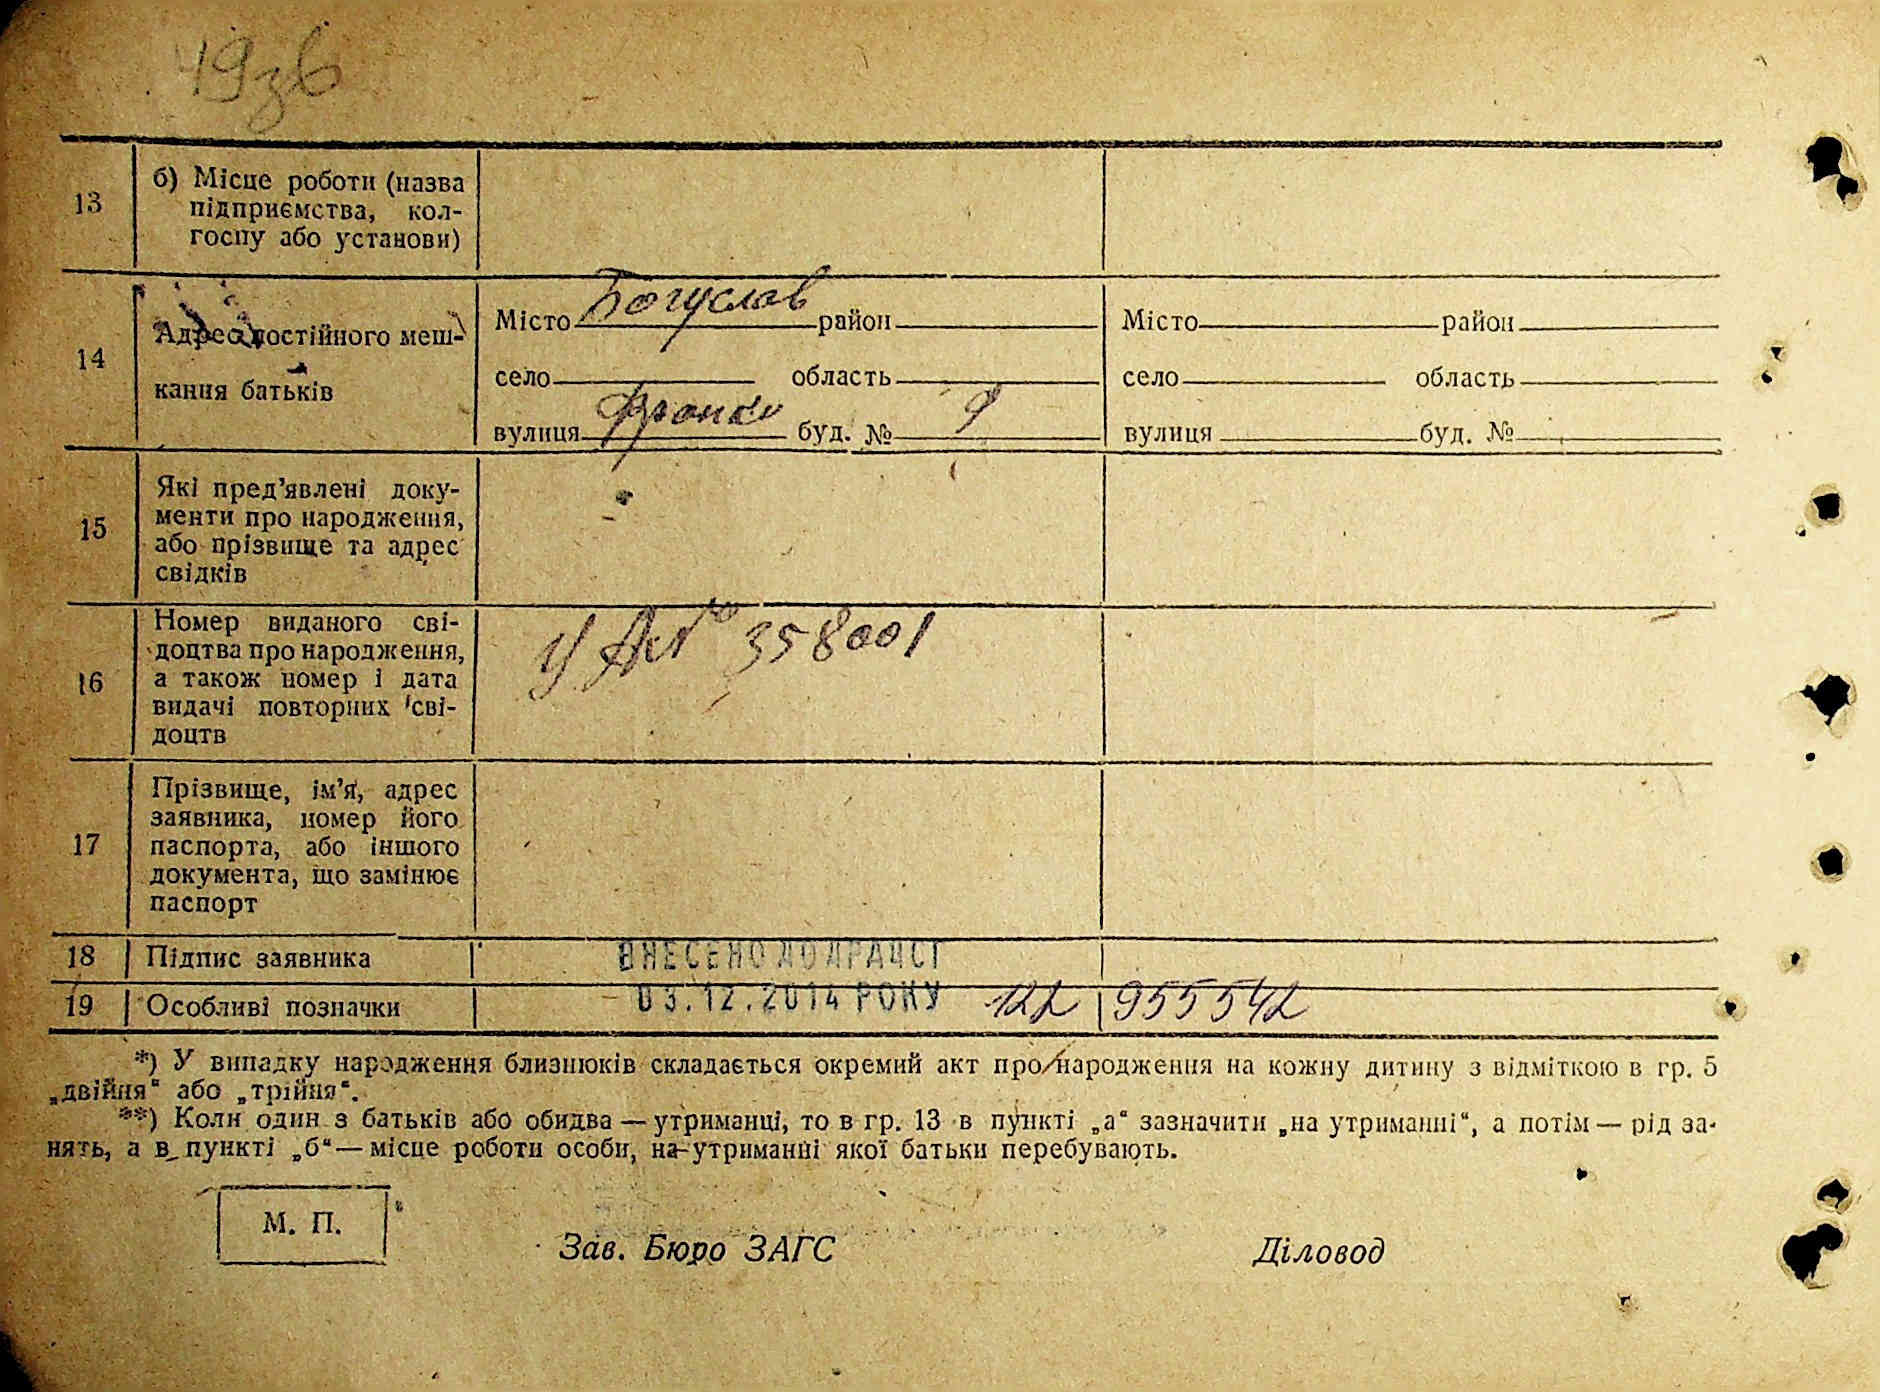 49зв
13
б) Місце роботи (назва
підприємства, кол-
госпу або установи)
14
Адрес постійного меш-
кання батьків
Місто Богуслав район
село область
вулиця Франка буд. № 9
Місто район
село область
вулиця буд. №
15
Які пред’явлені доку-
менти про народження,
або прізвище та адрес
свідків
16
Номер виданого сві-
доцтва про народження,
а також номер і дата
видачі повторних сві-
доцтв
№ 358001
17
Прізвище, ім’я, адрес
заявника, номер його
паспорта, або іншого
документа, що замінює
паспорт
18 Підпис заявника
ВНЕСЕНО ДО ДРАЦСГ
19 Особливі позначки
03.12.2014 РОКУ 122 955542
*) У випадку народження близнюків складається окремий акт про народження на кожну дитину з відміткою в гр. 5
„двійня“ або „трійня“.
**) Коли один з батьків або обидва — утриманці, то в гр. 13 в пункті „а“ зазначити „на утриманні“, а потім — рід за-
нять, а в пункті „б“ — місце роботи особи, на утриманні якої батьки перебувають.
М. П.
Зав. Бюро ЗАГС
Діловод